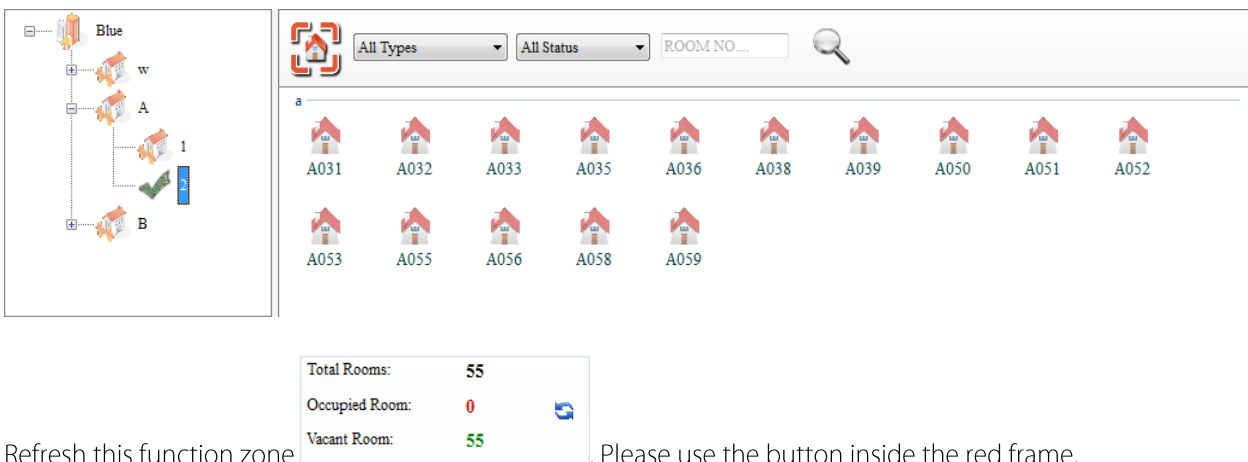 Blue
w
A
1
2
B
All Types All Status ROOM NO....
a
A031 A032 A033 A035 A036 A038 A039 A050 A051 A052
A053 A055 A056 A058 A059
Total Rooms: 55
Occupied Room: 0
Vacant Room: 55
Refresh this function zone . Please use the button inside the red frame.